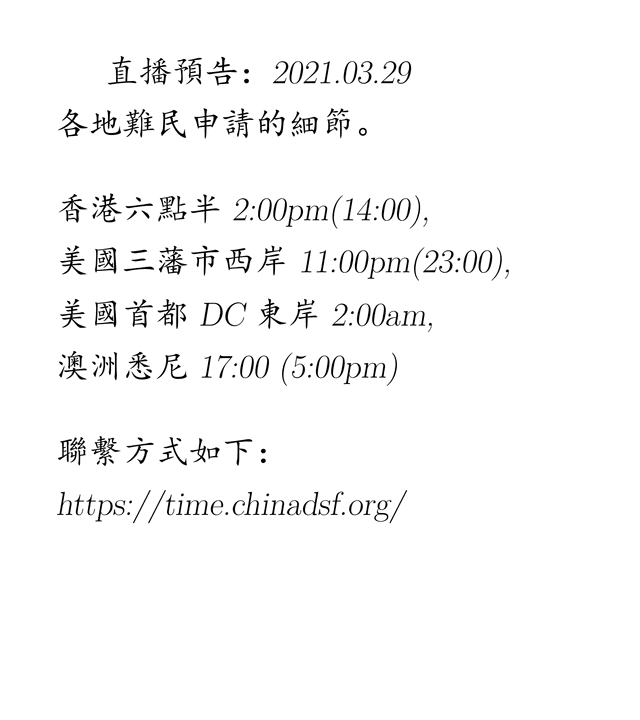 直播預告：2021.03.29
各地難民申請的細節。
香港六點半 2:00pm(14:00),
美國三藩市西岸 11:00pm(23:00),
美國首都 DC 東岸 2:00am,
澳洲悉尼 17:00 (5:00pm)
聯繫方式如下：
https://time.chinadsf.org/